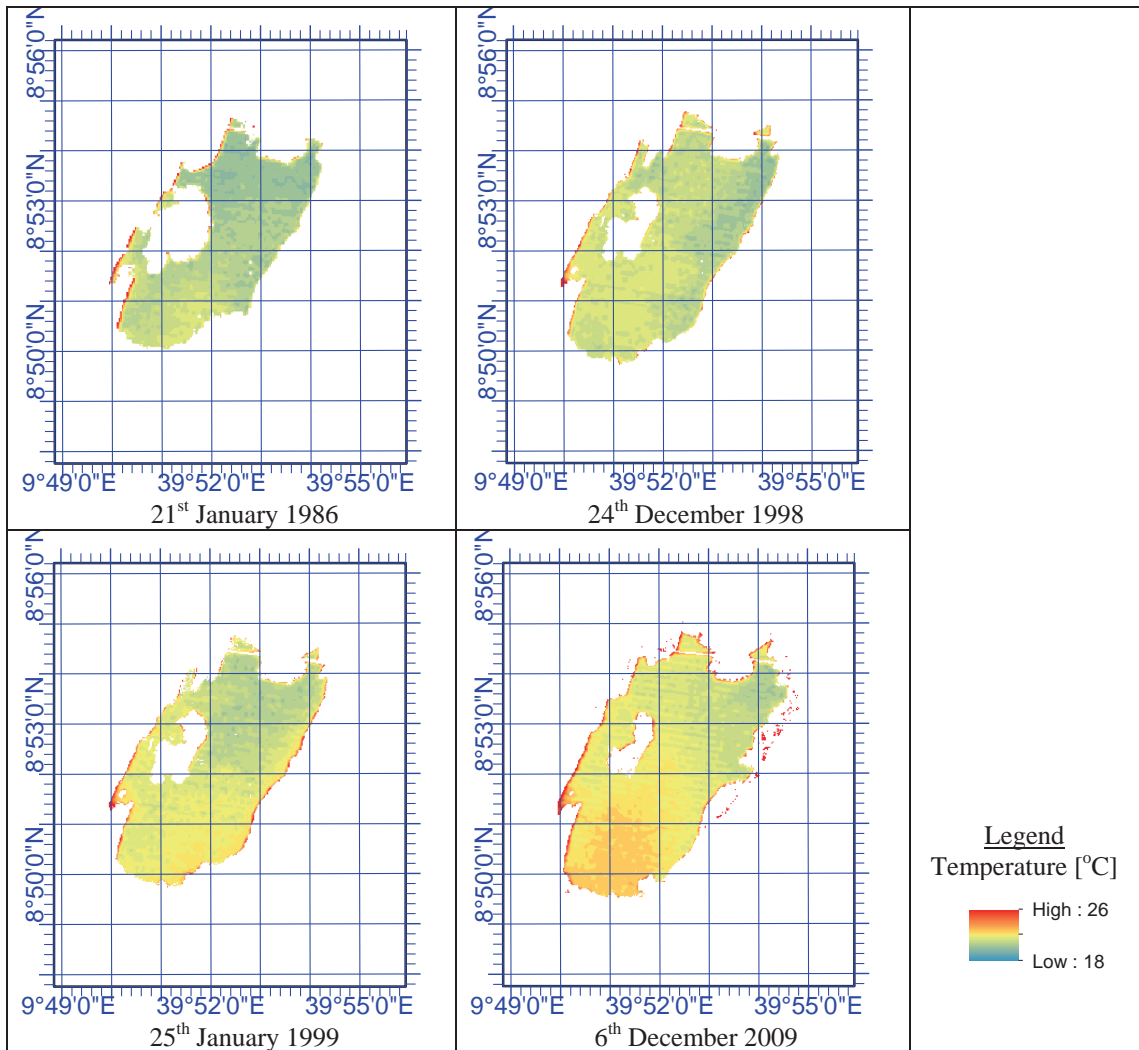 8°56'0"N
8°53'0"N
8°50'0"N
9°49'0"E 39°52'0"E 39°55'0"E
21st January 1986
8°56'0"N
8°53'0"N
8°50'0"N
9°49'0"E 39°52'0"E 39°55'0"E
24th December 1998
8°56'0"N
8°53'0"N
8°50'0"N
9°49'0"E 39°52'0"E 39°55'0"E
25th January 1999
8°56'0"N
8°53'0"N
8°50'0"N
9°49'0"E 39°52'0"E 39°55'0"E
6th December 2009
Legend
Temperature [°C]
High : 26
Low : 18